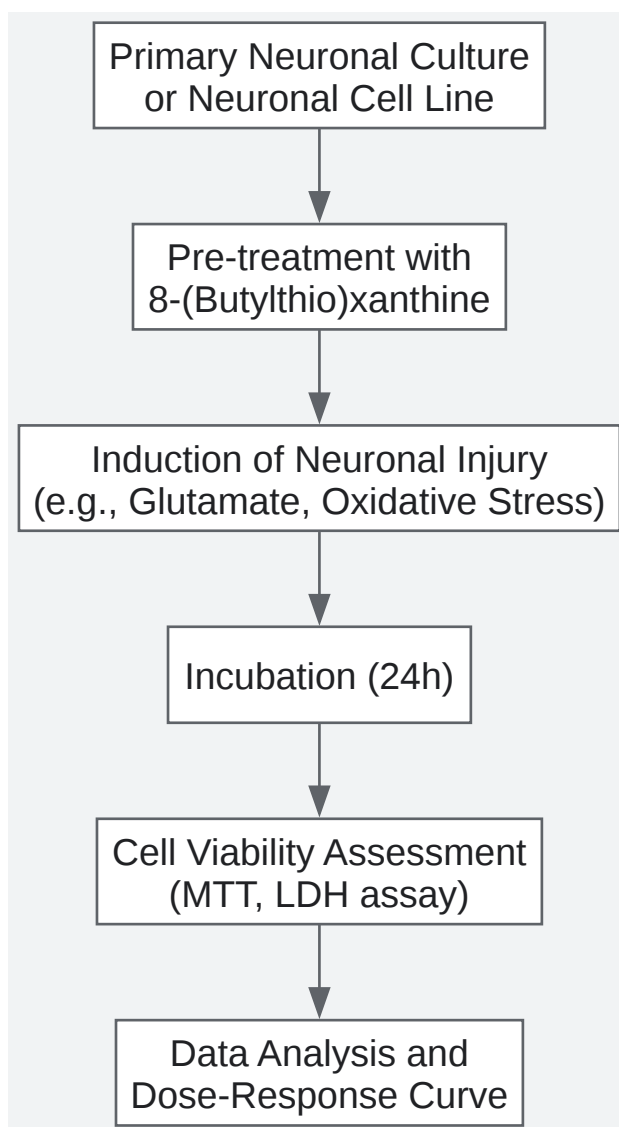 Primary Neuronal Culture
or Neuronal Cell Line
Pre-treatment with
8-(Butylthio)xanthine
Induction of Neuronal Injury
(e.g., Glutamate, Oxidative Stress)
Incubation (24h)
Cell Viability Assessment
(MTT, LDH assay)
Data Analysis and
Dose-Response Curve